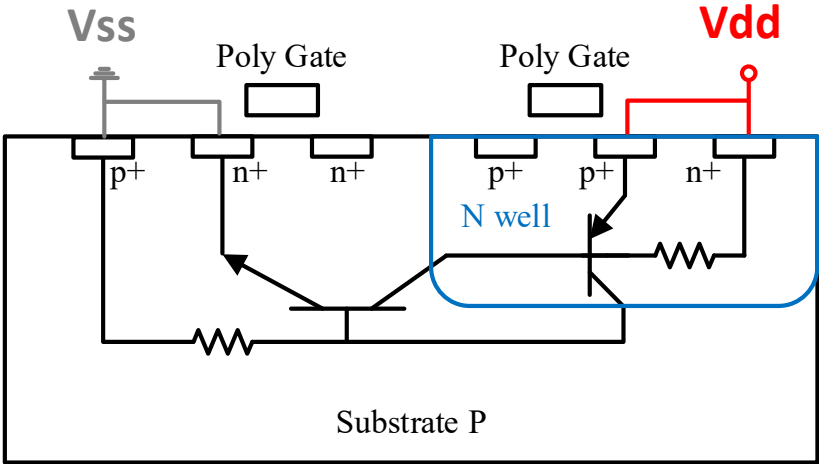 Vss
Vdd
Poly Gate
Poly Gate
p+
n+
n+
p+
p+
n+
N well
Substrate P